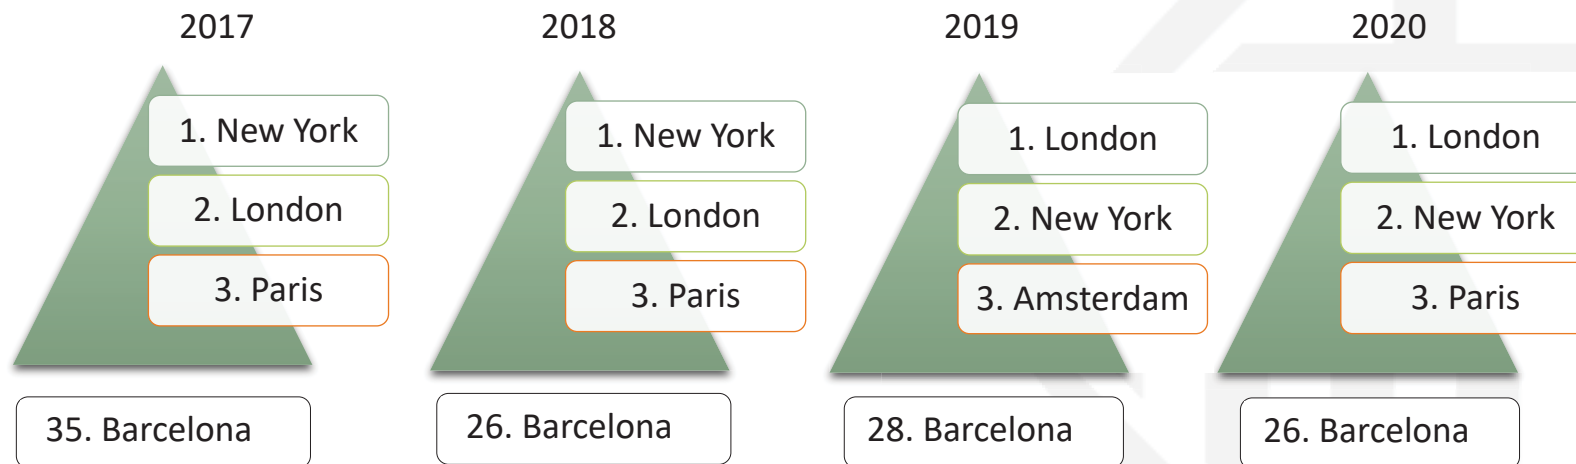 2017
1. New York
2. London
3. Paris
35. Barcelona
2018
1. New York
2. London
3. Paris
26. Barcelona
2019
1. London
2. New York
3. Amsterdam
28. Barcelona
2020
1. London
2. New York
3. Paris
26. Barcelona